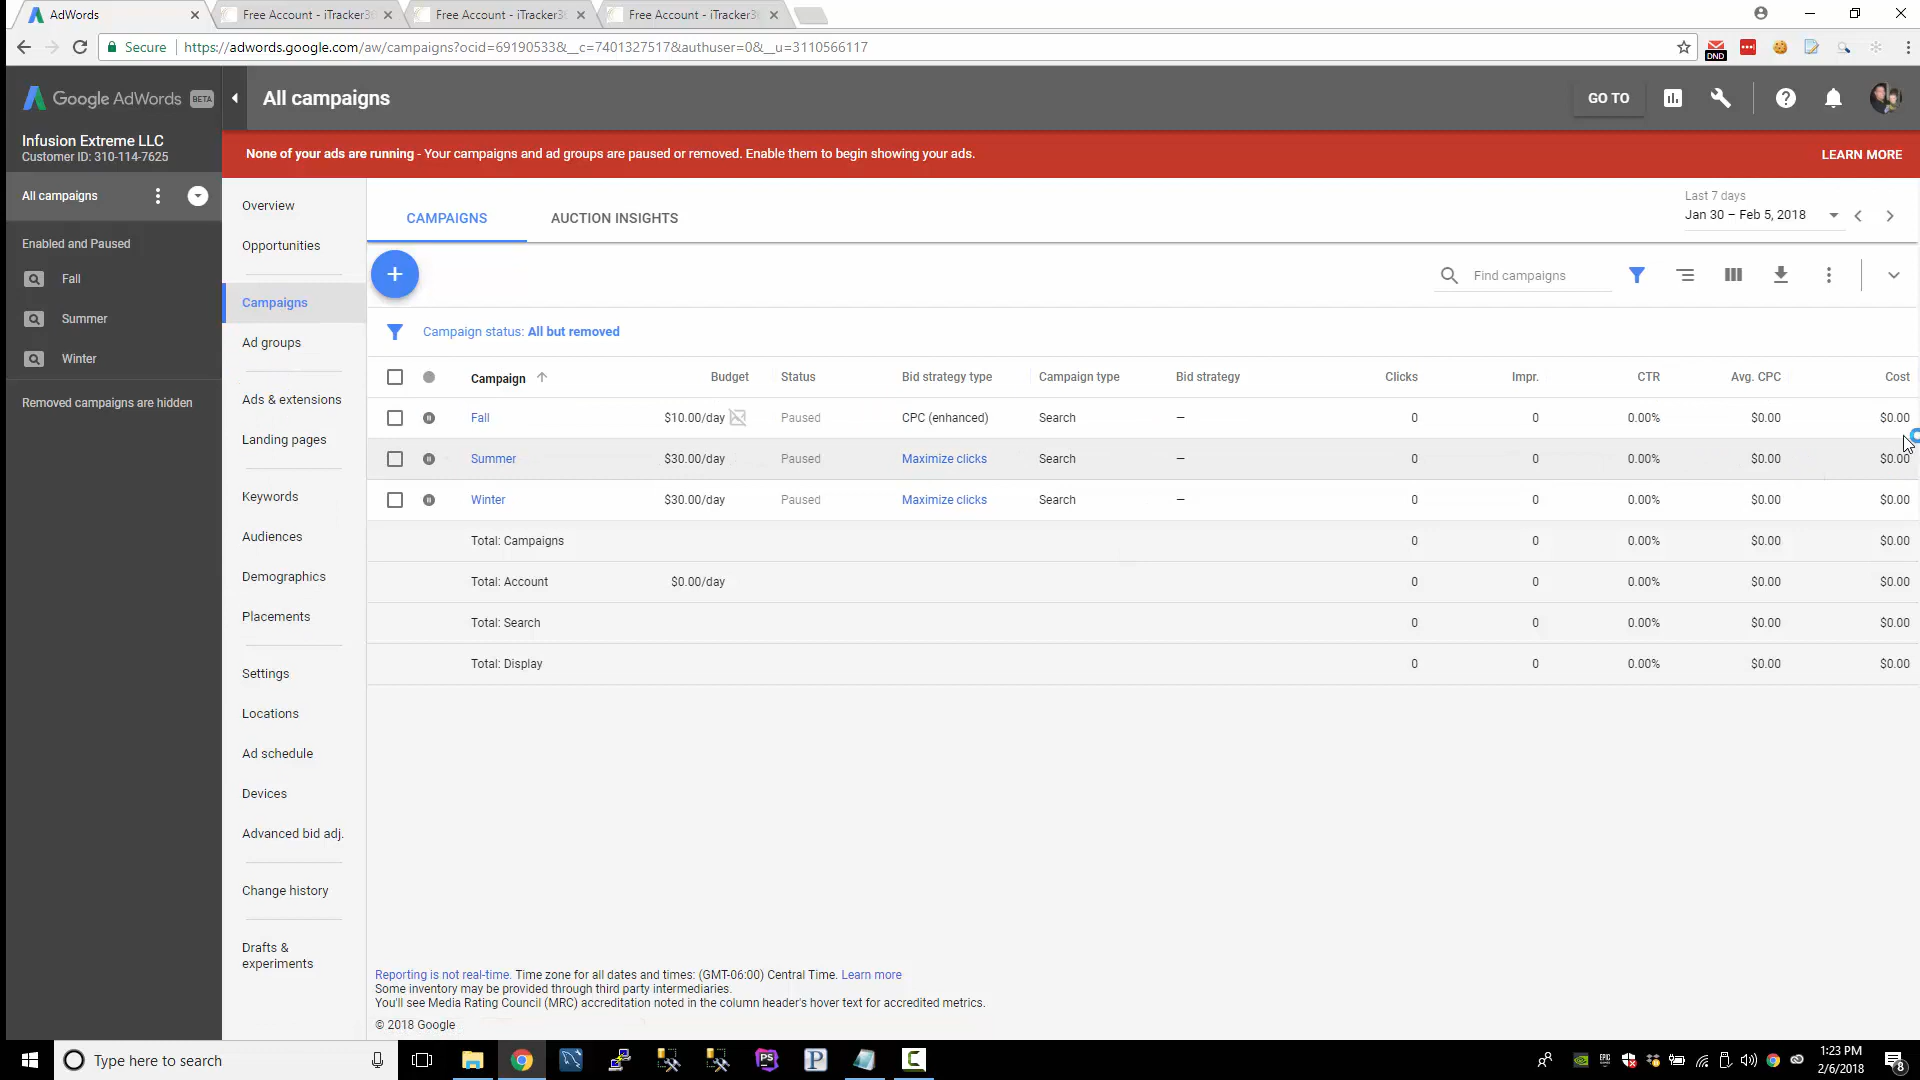 AdWords
Free Account - iTracker36
Free Account - iTracker36
Free Account - iTracker36
Secure
https://adwords.google.com/aw/campaigns?ocid=69190533&__c=7401327517&authuser=0&__u=3110566117
DND
Google AdWords BETA
All campaigns
GO TO
Infusion Extreme LLC
Customer ID: 310-114-7625
None of your ads are running - Your campaigns and ad groups are paused or removed. Enable them to begin showing your ads.
LEARN MORE
All campaigns
Enabled and Paused
Fall
Summer
Winter
Removed campaigns are hidden
Overview
Opportunities
Campaigns
Ad groups
Ads & extensions
Landing pages
Keywords
Audiences
Demographics
Placements
Settings
Locations
Ad schedule
Devices
Advanced bid adj.
Change history
Drafts &
experiments
CAMPAIGNS AUCTION INSIGHTS
Last 7 days
Jan 30 – Feb 5, 2018
Find campaigns
Campaign status: All but removed
Campaign Budget Status Bid strategy type Campaign type Bid strategy Clicks Impr. CTR Avg. CPC Cost
Fall $10.00/day Paused CPC (enhanced) Search – 0 0 0.00% $0.00 $0.00
Summer $30.00/day Paused Maximize clicks Search – 0 0 0.00% $0.00 $0.00
Winter $30.00/day Paused Maximize clicks Search – 0 0 0.00% $0.00 $0.00
Total: Campaigns 0 0 0.00% $0.00 $0.00
Total: Account $0.00/day 0 0 0.00% $0.00 $0.00
Total: Search 0 0 0.00% $0.00 $0.00
Total: Display 0 0 0.00% $0.00 $0.00
Reporting is not real-time. Time zone for all dates and times: (GMT-06:00) Central Time. Learn more
Some inventory may be provided through third party intermediaries.
You'll see Media Rating Council (MRC) accreditation noted in the column header's hover text for accredited metrics.
© 2018 Google
Type here to search
PS
P
C
EPIC
1:23 PM
2/6/2018
8